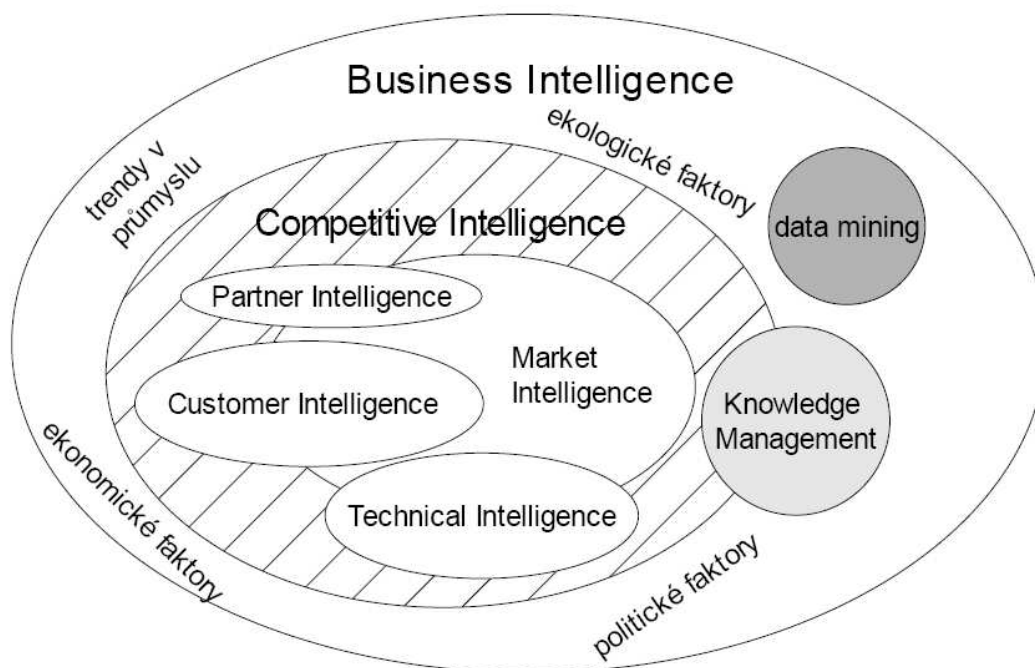 Business Intelligence
trendy v
průmyslu
ekologické faktory
data mining
Competitive Intelligence
Partner Intelligence
Market
Intelligence
Customer Intelligence
Knowledge
Management
Technical Intelligence
ekonomické faktory
politické faktory